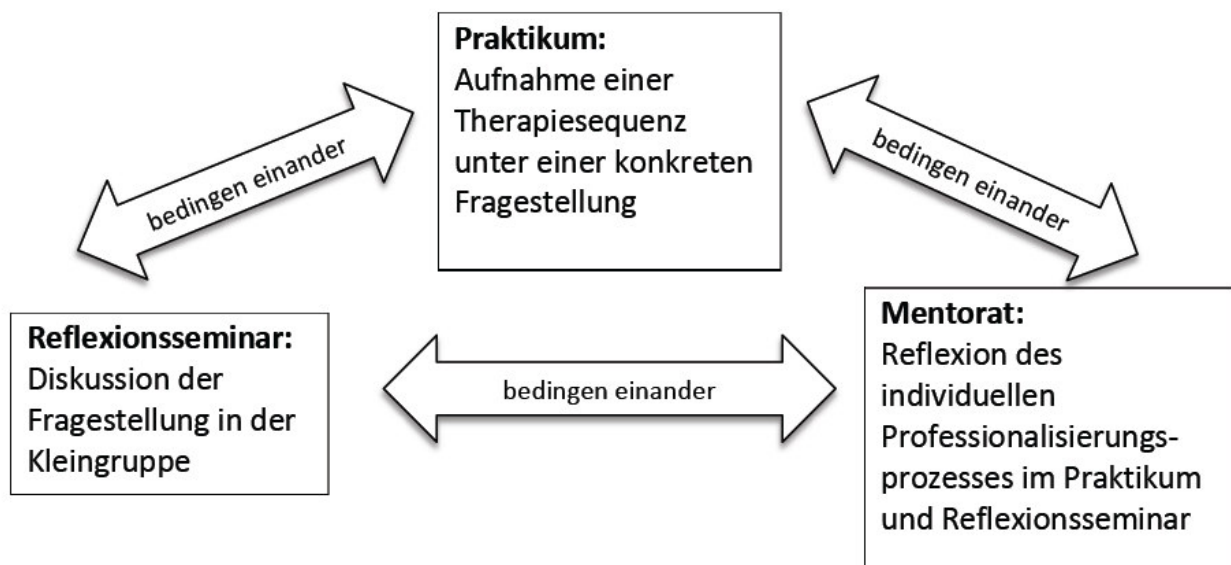 Praktikum:
Aufnahme einer
Therapiesequenz
unter einer konkreten
Fragestellung
bedingen einander
bedingen einander
Reflexionsseminar:
Diskussion der
Fragestellung in der
Kleingruppe
bedingen einander
Mentorat:
Reflexion des
individuellen
Professionalisierungs-
prozesses im Praktikum
und Reflexionsseminar